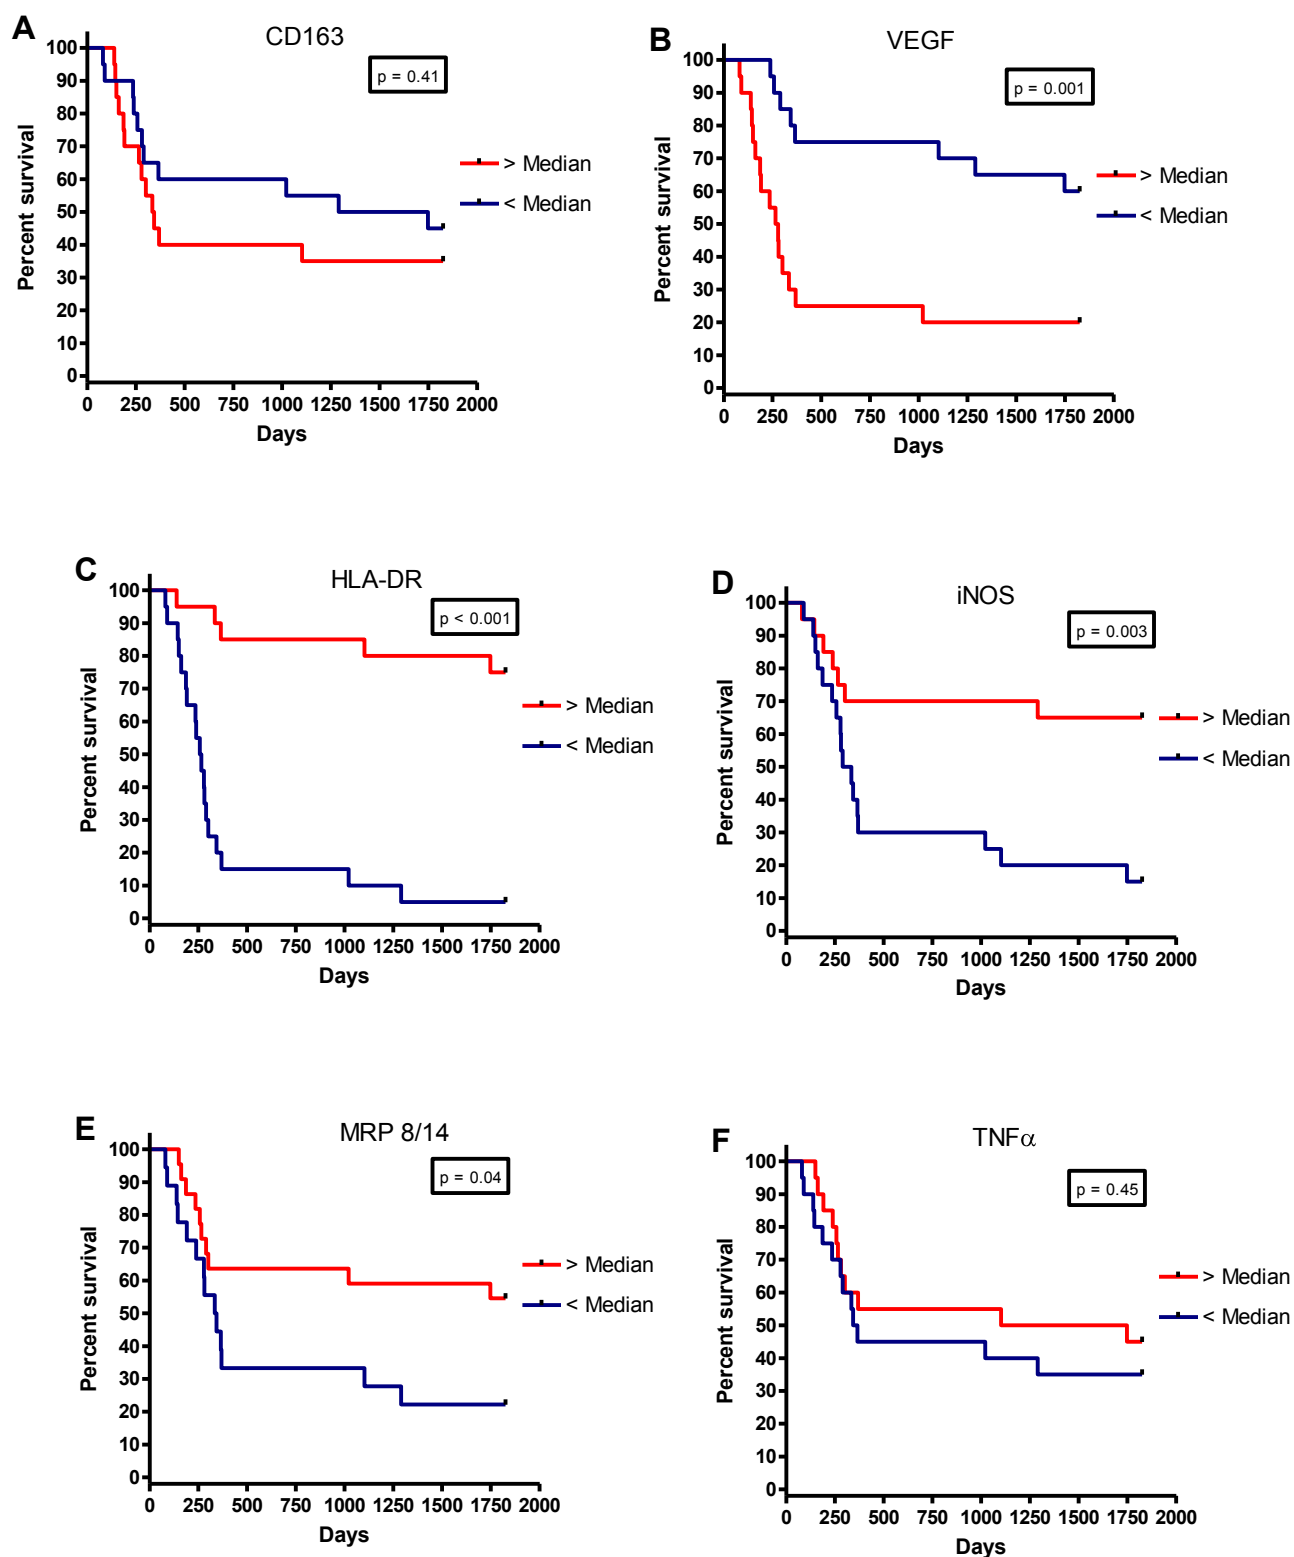 A
CD163
p = 0.41
100
90
80
70
60
50
40
30
20
10
0
Percent survival
> Median
< Median
0 250 500 750 1000 1250 1500 1750 2000
Days
B
VEGF
p = 0.001
100
90
80
70
60
50
40
30
20
10
0
Percent survival
> Median
< Median
0 250 500 750 1000 1250 1500 1750 2000
Days
C
HLA-DR
p < 0.001
100
90
80
70
60
50
40
30
20
10
0
Percent survival
> Median
< Median
0 250 500 750 1000 1250 1500 1750 2000
Days
D
iNOS
p = 0.003
100
90
80
70
60
50
40
30
20
10
0
Percent survival
> Median
< Median
0 250 500 750 1000 1250 1500 1750 2000
Days
E
MRP 8/14
p = 0.04
100
90
80
70
60
50
40
30
20
10
0
Percent survival
> Median
< Median
0 250 500 750 1000 1250 1500 1750 2000
Days
F
TNFα
p = 0.45
100
90
80
70
60
50
40
30
20
10
0
Percent survival
> Median
< Median
0 250 500 750 1000 1250 1500 1750 2000
Days